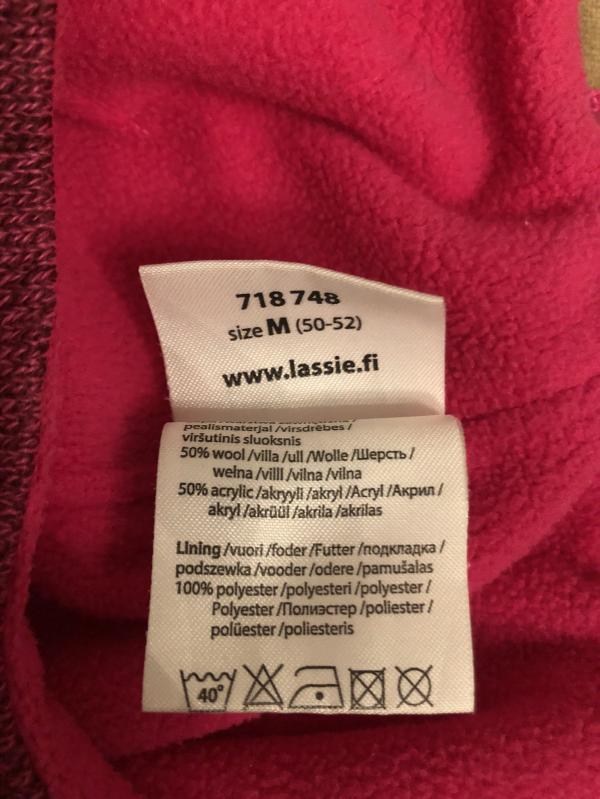 718 748
size M (50-52)
www.lassie.fi
pealismaterjal /virsdrēbes /
viršutinis sluoksnis
50% wool /villa /ull /Wolle /Шерсть /
wełna /villl /vilna /vilna
50% acrylic /akryyli /akryl /Acryl /Акрил /
akryl /akrüül /akrila /akrilas
Lining /vuori /foder /Futter /подкладка /
podszewka /vooder /odere /pamušalas
100% polyester /polyesteri /polyester /
Polyester /Полиэстер /poliester /
polüester /poliesteris
40°